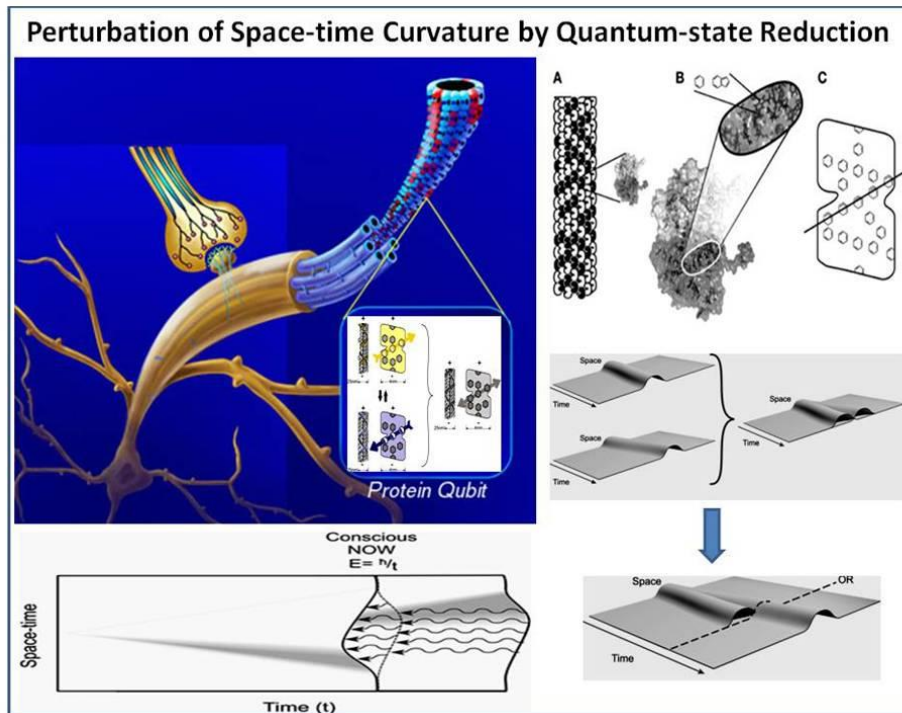 Perturbation of Space-time Curvature by Quantum-state Reduction
A
B
C
Protein Qubit
Space
Time
Space
Time
Space
Time
Conscious
NOW
E= ħ/t
Space-time
Time (t)
Space
OR
Time